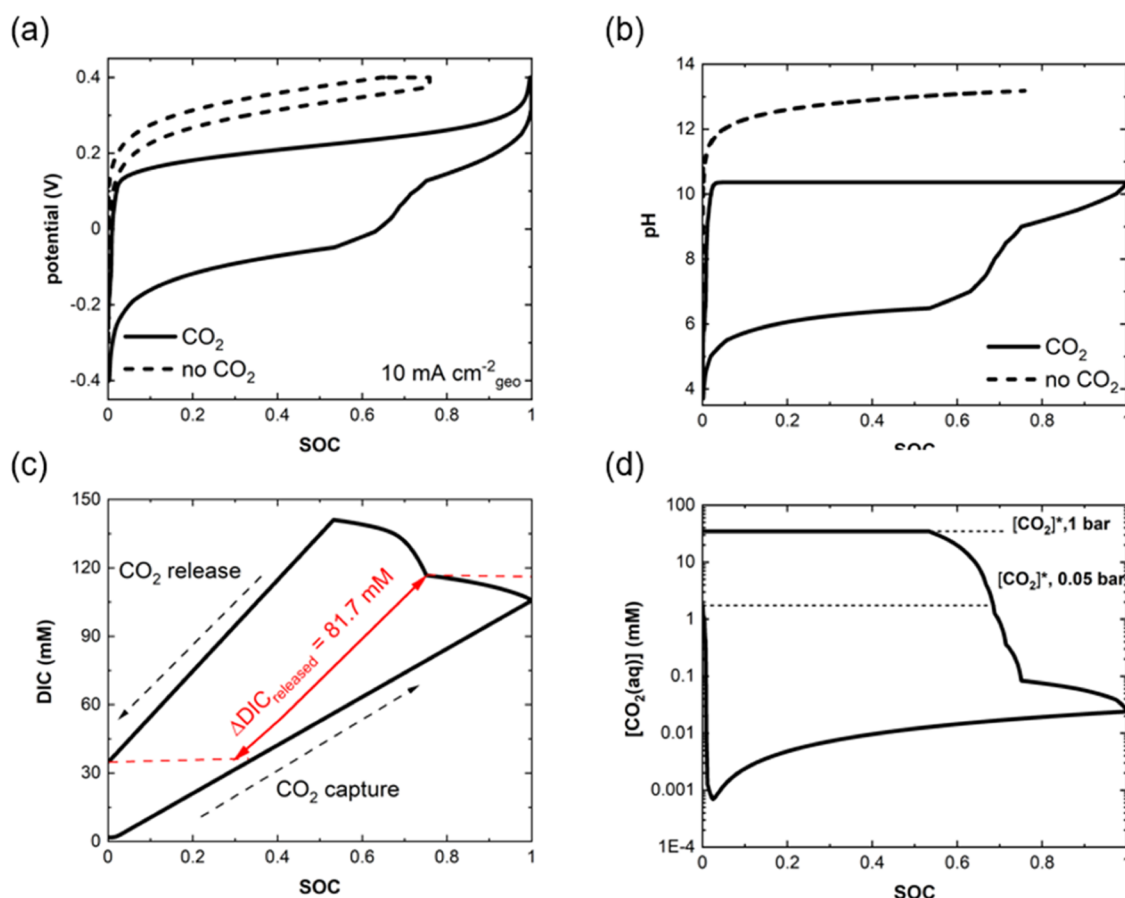 (a)
potential (V)
0.4
0.2
0
-0.2
-0.4
CO₂
no CO₂
10 mA cm⁻²geo
0 0.2 0.4 0.6 0.8 1
SOC
(b)
pH
14
12
10
8
6
4
CO₂
no CO₂
0 0.2 0.4 0.6 0.8 1
SOC
(c)
DIC (mM)
150
120
90
60
30
0
CO₂ release
ΔDICreleased = 81.7 mM
CO₂ capture
0 0.2 0.4 0.6 0.8 1
SOC
(d)
[CO₂(aq)] (mM)
100
10
1
0.1
0.01
0.001
1E-4
[CO₂]*,1 bar
[CO₂]*, 0.05 bar
0 0.2 0.4 0.6 0.8 1
SOC